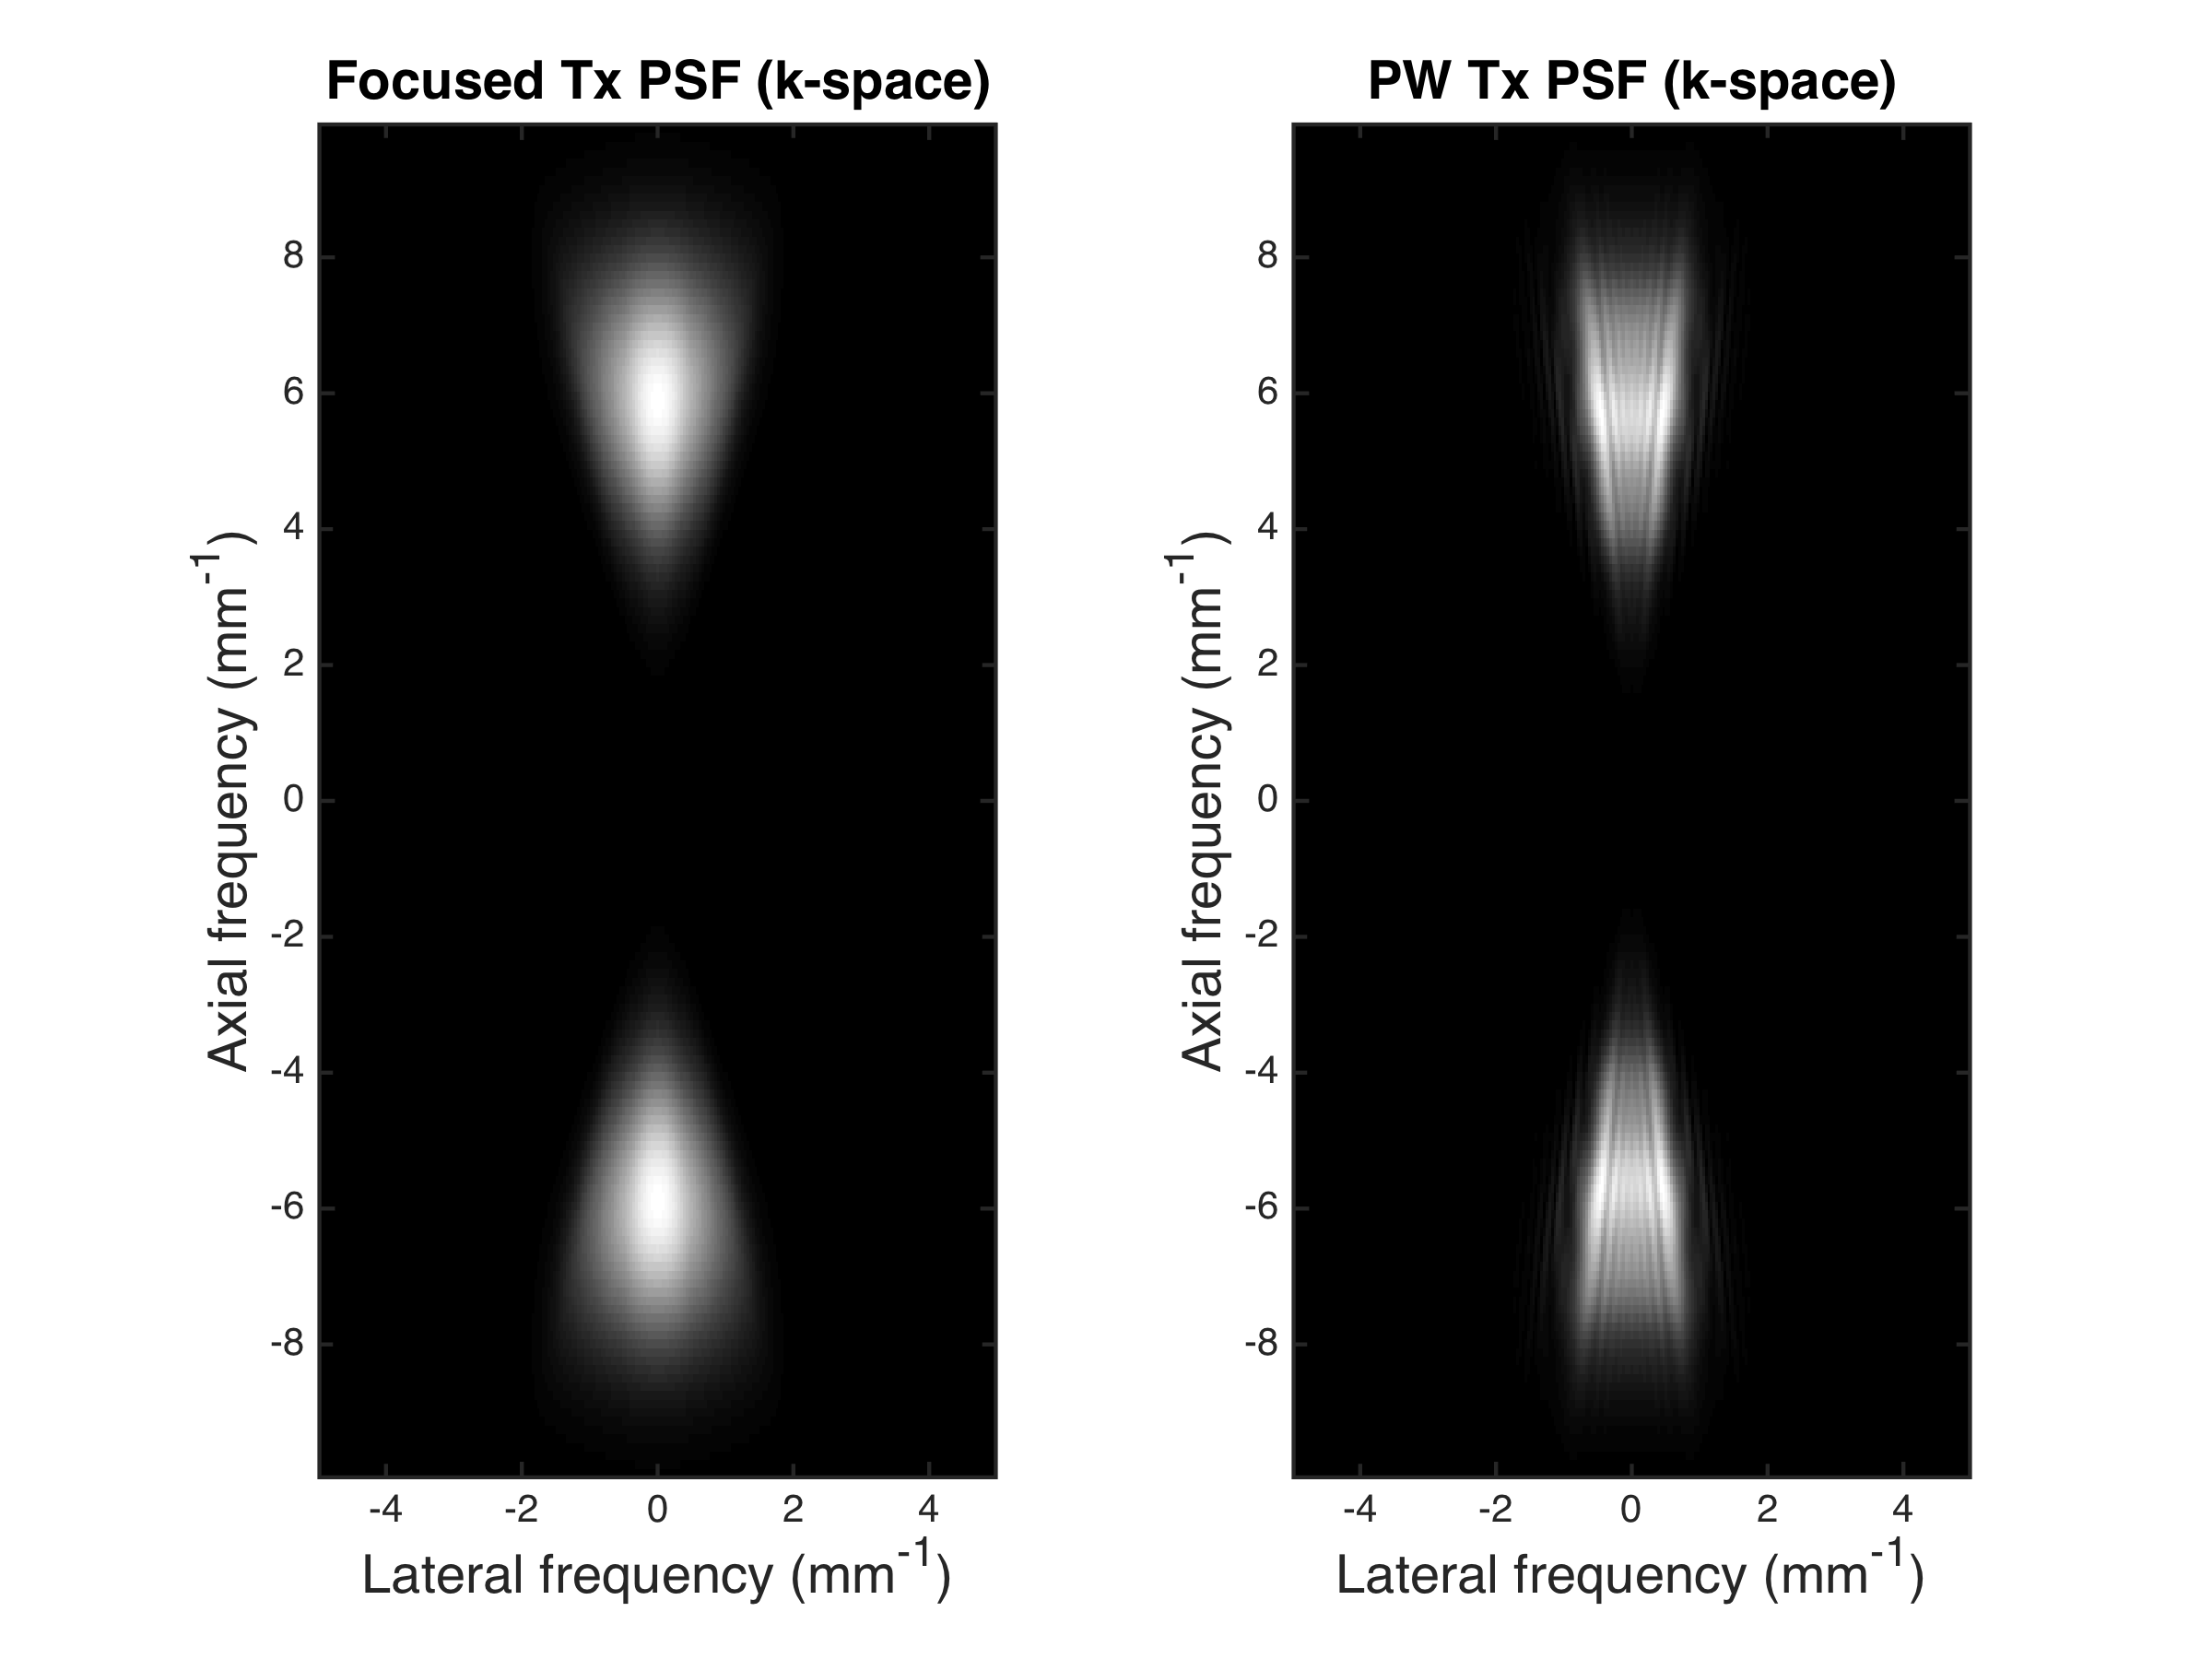 Focused Tx PSF (k-space)
8
6
4
2
0
-2
-4
-6
-8
Axial frequency (mm^-1)
-4 -2 0 2 4
Lateral frequency (mm^-1)
PW Tx PSF (k-space)
8
6
4
2
0
-2
-4
-6
-8
Axial frequency (mm^-1)
-4 -2 0 2 4
Lateral frequency (mm^-1)